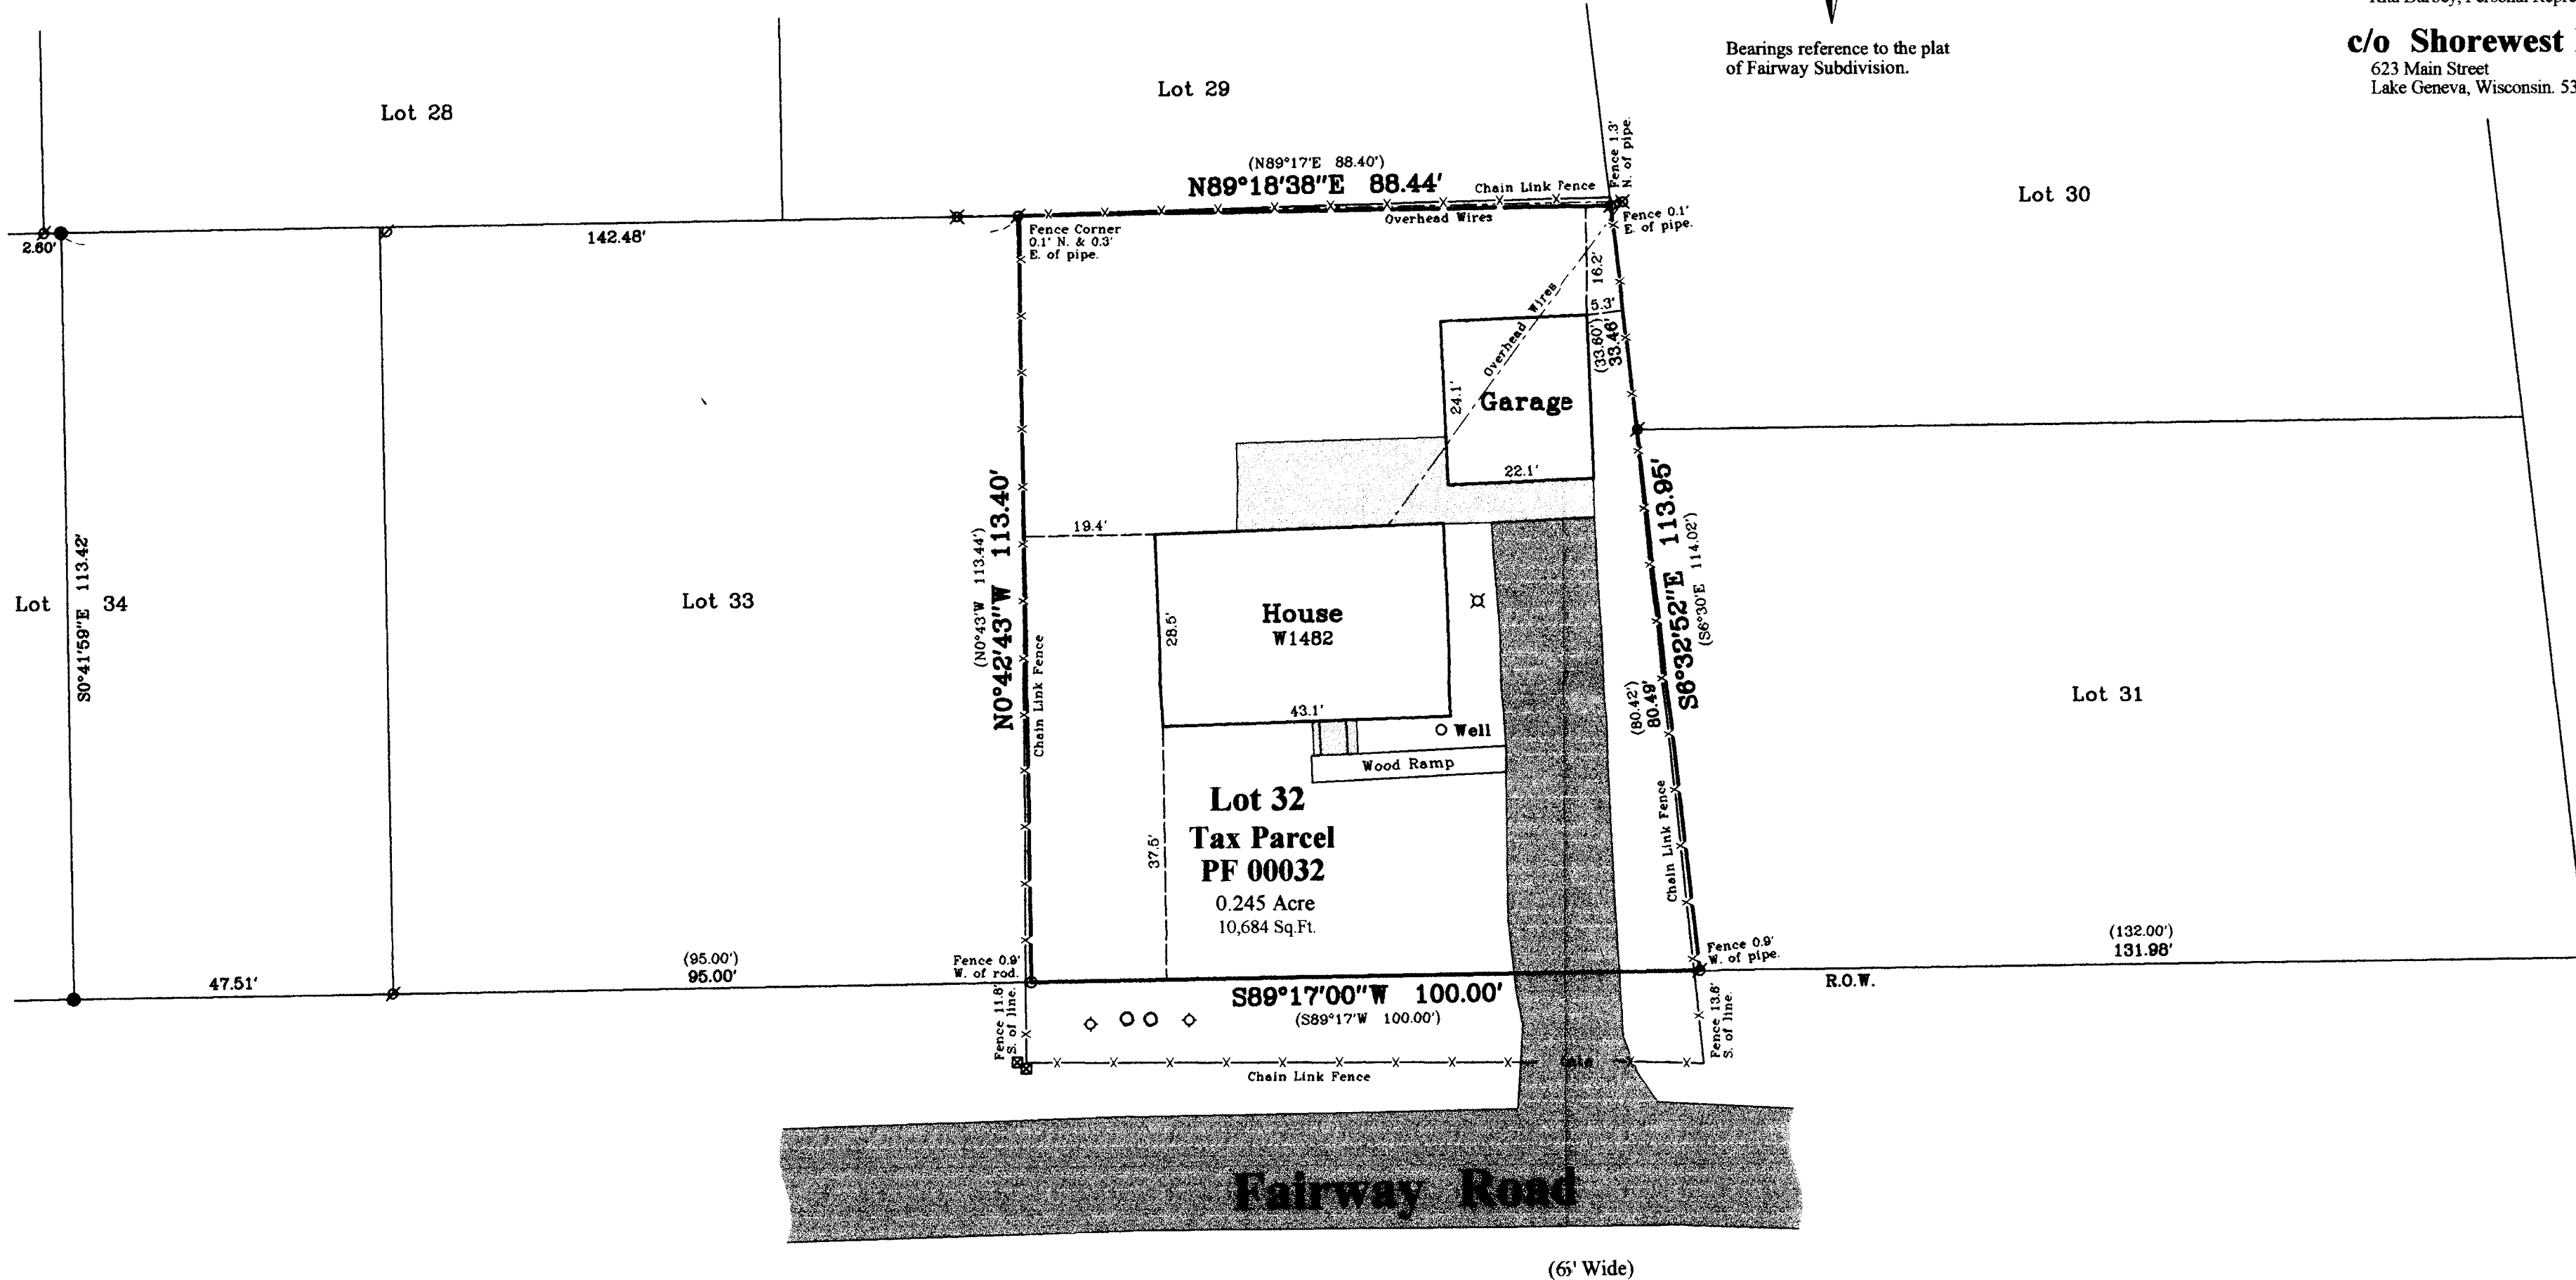 Bearings reference to the plat
of Fairway Subdivision.
c/o Shorewest
623 Main Street
Lake Geneva, Wisconsin. 53
Lot 28
Lot 29
Lot 30
(N89°17'E 88.40')
N89°18'38"E 88.44'
Chain Link Fence
Overhead Wires
Fence 1.3'
N. of pipe.
Fence 0.1'
E. of pipe.
2.60'
142.48'
Fence Corner
0.1' N. & 0.3'
E. of pipe.
16.2'
5.3'
(33.60')
33.46'
Overhead Wires
24.1'
Garage
22.1'
19.4'
N0°42'43"W 113.40'
(N0°43'W 113.44')
Chain Link Fence
S6°32'52"E 113.95'
(S6°30'E 114.02')
S0°41'59"E 113.42'
Lot 34
Lot 33
28.5'
House
W1482
43.1'
Well
Wood Ramp
(80.42')
80.49'
Lot 31
Chain Link Fence
37.5'
Lot 32
Tax Parcel
PF 00032
0.245 Acre
10,684 Sq.Ft.
47.51'
(95.00')
95.00'
Fence 0.9'
W. of rod.
Fence 0.9'
W. of pipe.
(132.00')
131.98'
R.O.W.
S89°17'00"W 100.00'
(S89°17'W 100.00')
Fence 11.8'
S. of line.
Fence 13.6'
S. of line.
Gate
Chain Link Fence
Fairway Road
Wide)